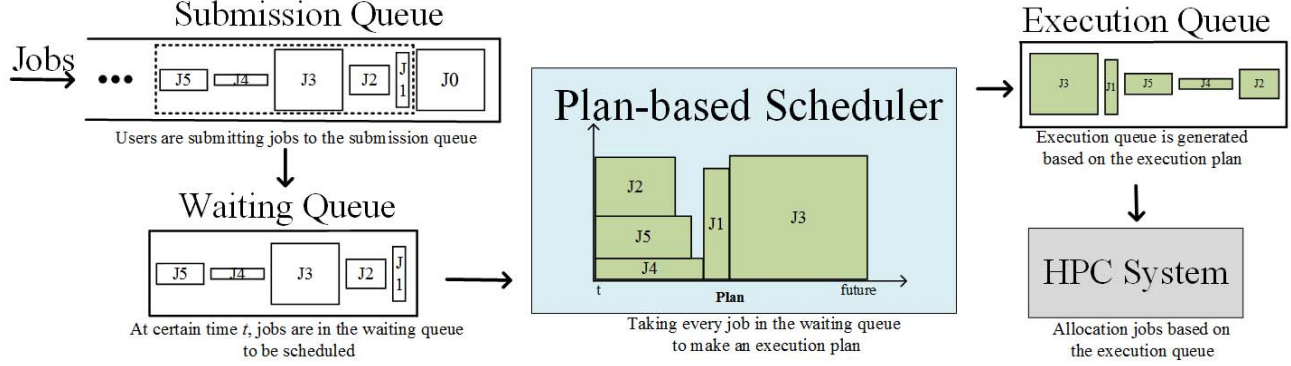 Submission Queue
Jobs
•••
J5
J4
J3
J2
J
1
J0
Users are submitting jobs to the submission queue
Waiting Queue
J5
J4
J3
J2
J
1
At certain time t, jobs are in the waiting queue
to be scheduled
Plan-based Scheduler
J2
J5
J4
J1
J3
t
Plan
future
Taking every job in the waiting queue
to make an execution plan
Execution Queue
J3
J1
J5
J4
J2
Execution queue is generated
based on the execution plan
HPC System
Allocation jobs based on
the execution queue